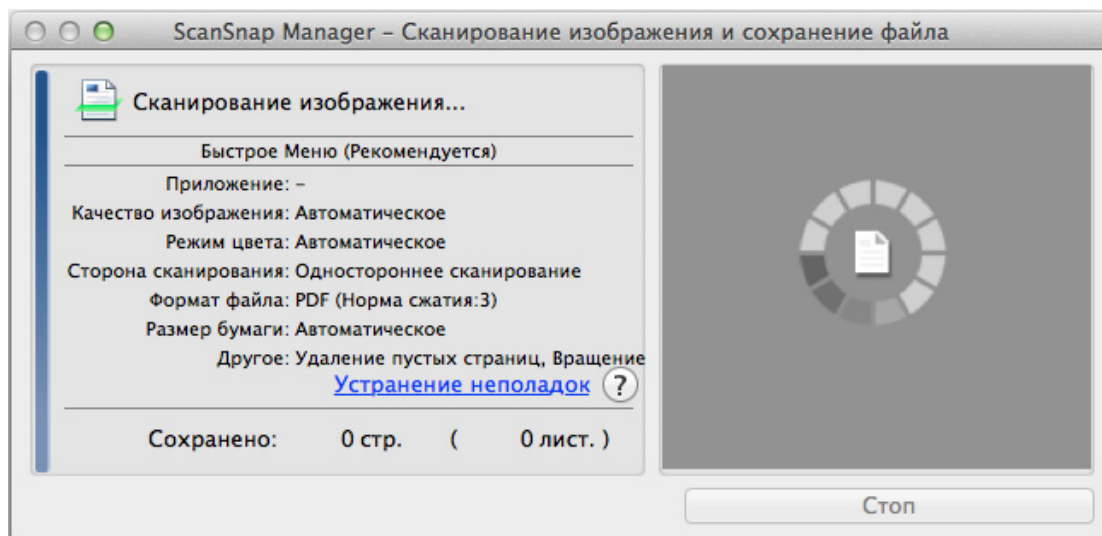 ScanSnap Manager – Сканирование изображения и сохранение файла
Сканирование изображения...
Быстрое Меню (Рекомендуется)
Приложение: –
Качество изображения: Автоматическое
Режим цвета: Автоматическое
Сторона сканирования: Одностороннее сканирование
Формат файла: PDF (Норма сжатия:3)
Размер бумаги: Автоматическое
Другое: Удаление пустых страниц, Вращение
Устранение неполадок ?
Сохранено: 0 стр. ( 0 лист. )
Стоп